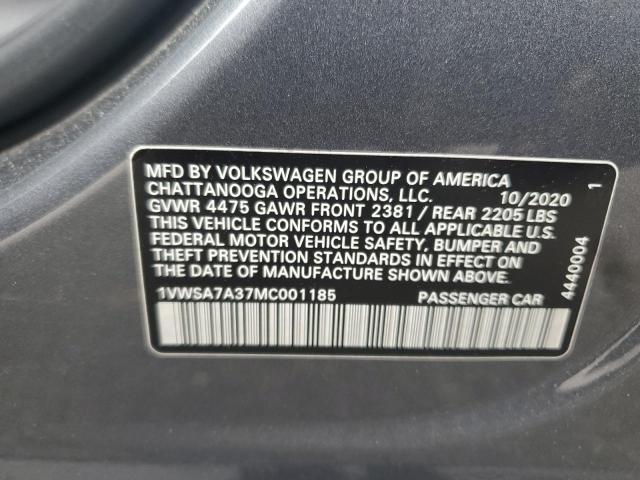 MFD BY VOLKSWAGEN GROUP OF AMERICA
CHATTANOOGA OPERATIONS, LLC. 10/2020
GVWR 4475 GAWR FRONT 2381 / REAR 2205 LBS
THIS VEHICLE CONFORMS TO ALL APPLICABLE U.S.
FEDERAL MOTOR VEHICLE SAFETY, BUMPER AND
THEFT PREVENTION STANDARDS IN EFFECT ON
THE DATE OF MANUFACTURE SHOWN ABOVE.
1VWSA7A37MC001185 PASSENGER CAR
4440004 1